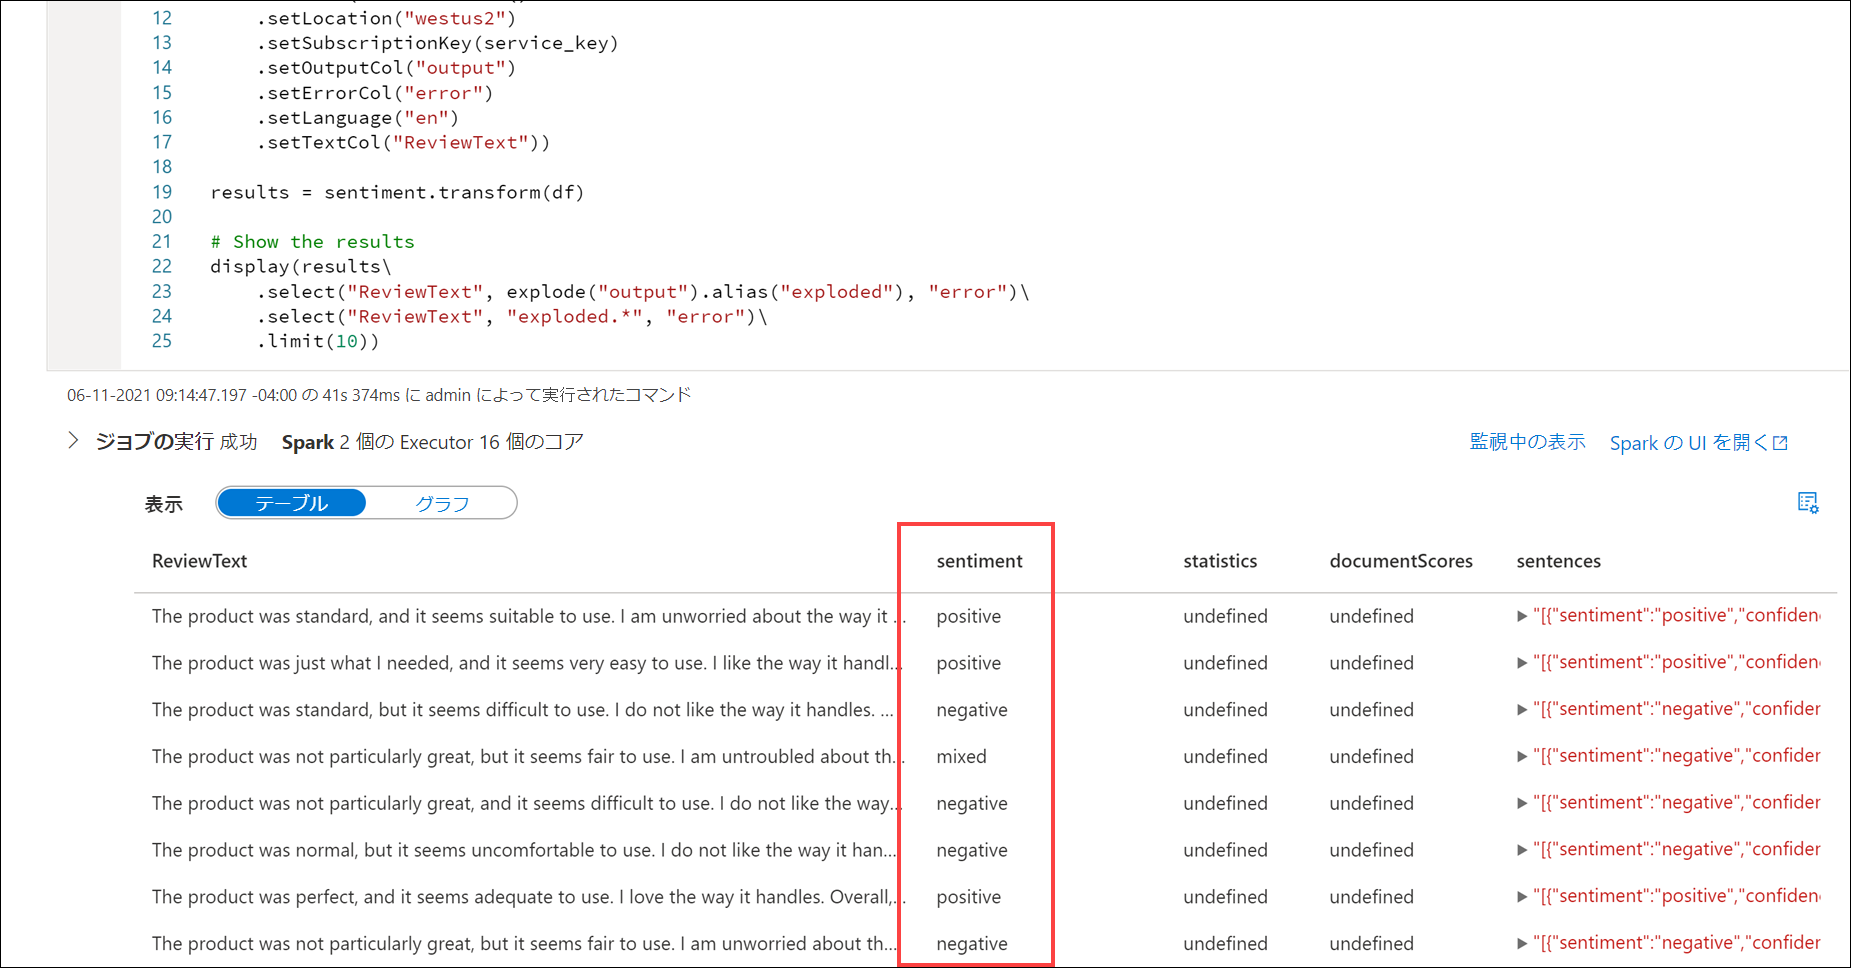 12 .setLocation("westus2")
13 .setSubscriptionKey(service_key)
14 .setOutputCol("output")
15 .setErrorCol("error")
16 .setLanguage("en")
17 .setTextCol("ReviewText"))
18
19 results = sentiment.transform(df)
20
21 # Show the results
22 display(results\
23 .select("ReviewText", explode("output").alias("exploded"), "error")\
24 .select("ReviewText", "exploded.*", "error")\
25 .limit(10))
06-11-2021 09:14:47.197 -04:00 の 41s 374ms に admin によって実行されたコマンド
ジョブの実行 成功 Spark 2 個の Executor 16 個のコア 監視中の表示 Spark の UI を開く
表示 テーブル グラフ
ReviewText sentiment statistics documentScores sentences
The product was standard, and it seems suitable to use. I am unworried about the way it ... positive undefined undefined "[{"sentiment":"positive","confiden
The product was just what I needed, and it seems very easy to use. I like the way it handl... positive undefined undefined "[{"sentiment":"positive","confiden
The product was standard, but it seems difficult to use. I do not like the way it handles. ... negative undefined undefined "[{"sentiment":"negative","confiden
The product was not particularly great, but it seems fair to use. I am untroubled about th... mixed undefined undefined "[{"sentiment":"negative","confiden
The product was not particularly great, and it seems difficult to use. I do not like the way... negative undefined undefined "[{"sentiment":"negative","confiden
The product was normal, but it seems uncomfortable to use. I do not like the way it han... negative undefined undefined "[{"sentiment":"negative","confiden
The product was perfect, and it seems adequate to use. I love the way it handles. Overall,... positive undefined undefined "[{"sentiment":"positive","confiden
The product was not particularly great, but it seems fair to use. I am unworried about th... negative undefined undefined "[{"sentiment":"negative","confiden